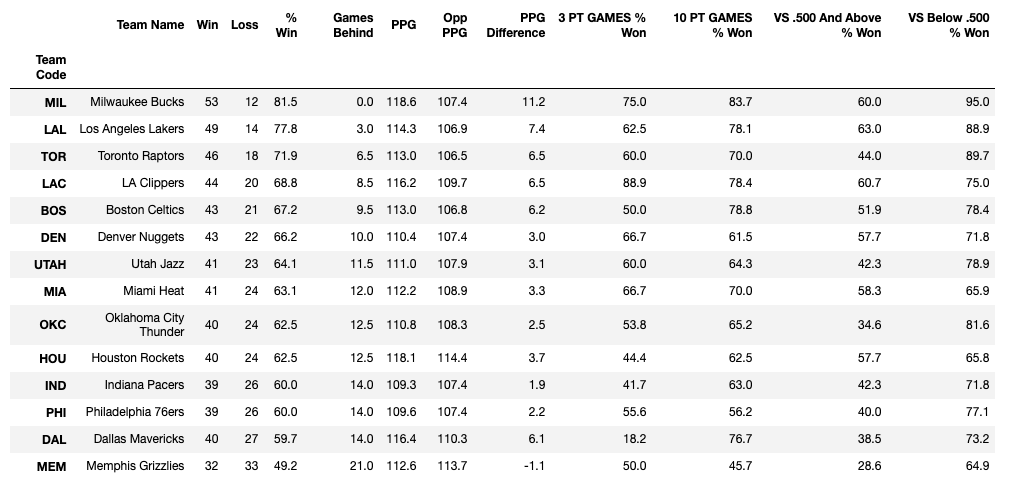 Team Name Win Loss % Win Games Behind PPG Opp PPG PPG Difference 3 PT GAMES % Won 10 PT GAMES % Won VS .500 And Above % Won VS Below .500 % Won
Team Code
MIL Milwaukee Bucks 53 12 81.5 0.0 118.6 107.4 11.2 75.0 83.7 60.0 95.0
LAL Los Angeles Lakers 49 14 77.8 3.0 114.3 106.9 7.4 62.5 78.1 63.0 88.9
TOR Toronto Raptors 46 18 71.9 6.5 113.0 106.5 6.5 60.0 70.0 44.0 89.7
LAC LA Clippers 44 20 68.8 8.5 116.2 109.7 6.5 88.9 78.4 60.7 75.0
BOS Boston Celtics 43 21 67.2 9.5 113.0 106.8 6.2 50.0 78.8 51.9 78.4
DEN Denver Nuggets 43 22 66.2 10.0 110.4 107.4 3.0 66.7 61.5 57.7 71.8
UTAH Utah Jazz 41 23 64.1 11.5 111.0 107.9 3.1 60.0 64.3 42.3 78.9
MIA Miami Heat 41 24 63.1 12.0 112.2 108.9 3.3 66.7 70.0 58.3 65.9
OKC Oklahoma City Thunder 40 24 62.5 12.5 110.8 108.3 2.5 53.8 65.2 34.6 81.6
HOU Houston Rockets 40 24 62.5 12.5 118.1 114.4 3.7 44.4 62.5 57.7 65.8
IND Indiana Pacers 39 26 60.0 14.0 109.3 107.4 1.9 41.7 63.0 42.3 71.8
PHI Philadelphia 76ers 39 26 60.0 14.0 109.6 107.4 2.2 55.6 56.2 40.0 77.1
DAL Dallas Mavericks 40 27 59.7 14.0 116.4 110.3 6.1 18.2 76.7 38.5 73.2
MEM Memphis Grizzlies 32 33 49.2 21.0 112.6 113.7 -1.1 50.0 45.7 28.6 64.9